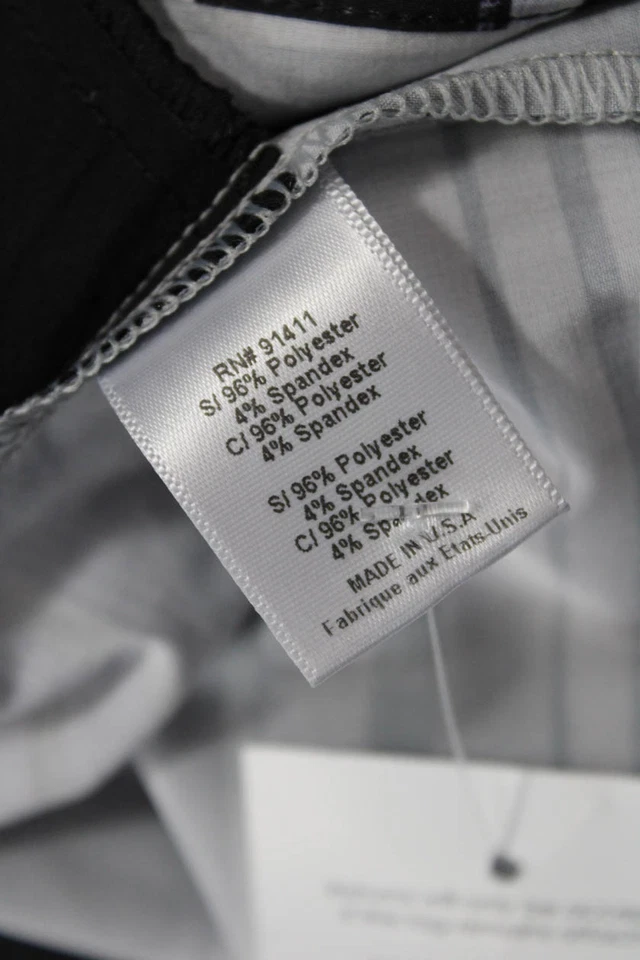 RN# 91411
S/ 96% Polyester
4% Spandex
C/ 96% Polyester
4% Spandex
S/ 96% Polyester
4% Spandex
C/ 96% Polyester
4% Spandex
MADE IN U.S.A
Fabrique aux Etats-Unis